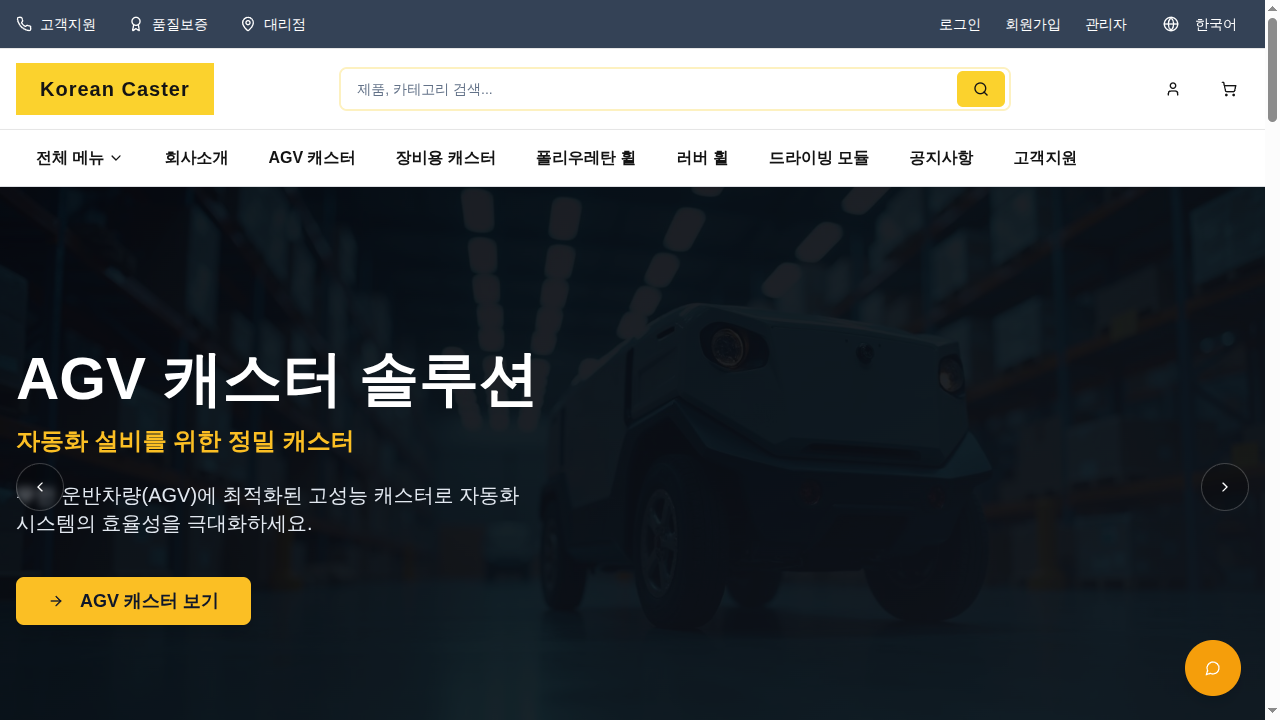 고객지원
품질보증
대리점
로그인
회원가입
관리자
한국어
Korean Caster
제품, 카테고리 검색...
전체 메뉴
회사소개
AGV 캐스터
장비용 캐스터
폴리우레탄 휠
러버 휠
드라이빙 모듈
공지사항
고객지원
AGV 캐스터 솔루션
자동화 설비를 위한 정밀 캐스터
운반차량(AGV)에 최적화된 고성능 캐스터로 자동화
시스템의 효율성을 극대화하세요.
AGV 캐스터 보기